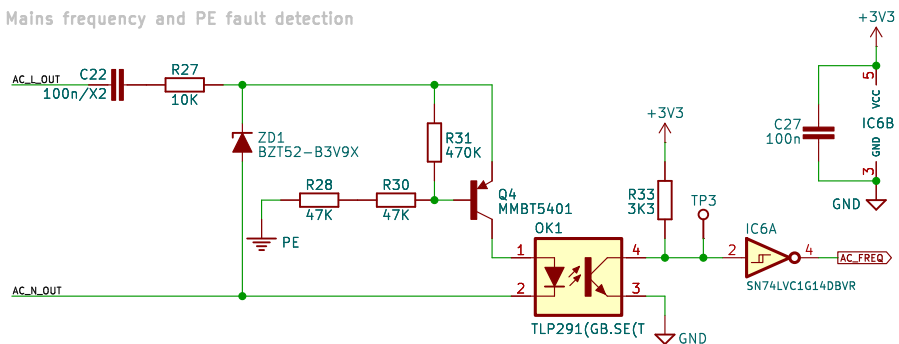 Mains frequency and PE fault detection
+3V3
AC_L_OUT
C22
100n/X2
R27
10K
5
VCC
C27
100n
IC6B
GND
3
GND
ZD1
BZT52-B3V9X
R31
470K
+3V3
R28
47K
R30
47K
Q4
MMBT5401
R33
3K3
TP3
PE
OK1
1
4
2
IC6A
4
AC_FREQ
SN74LVC1G14DBVR
AC_N_OUT
2
3
TLP291(GB.SE(T
GND